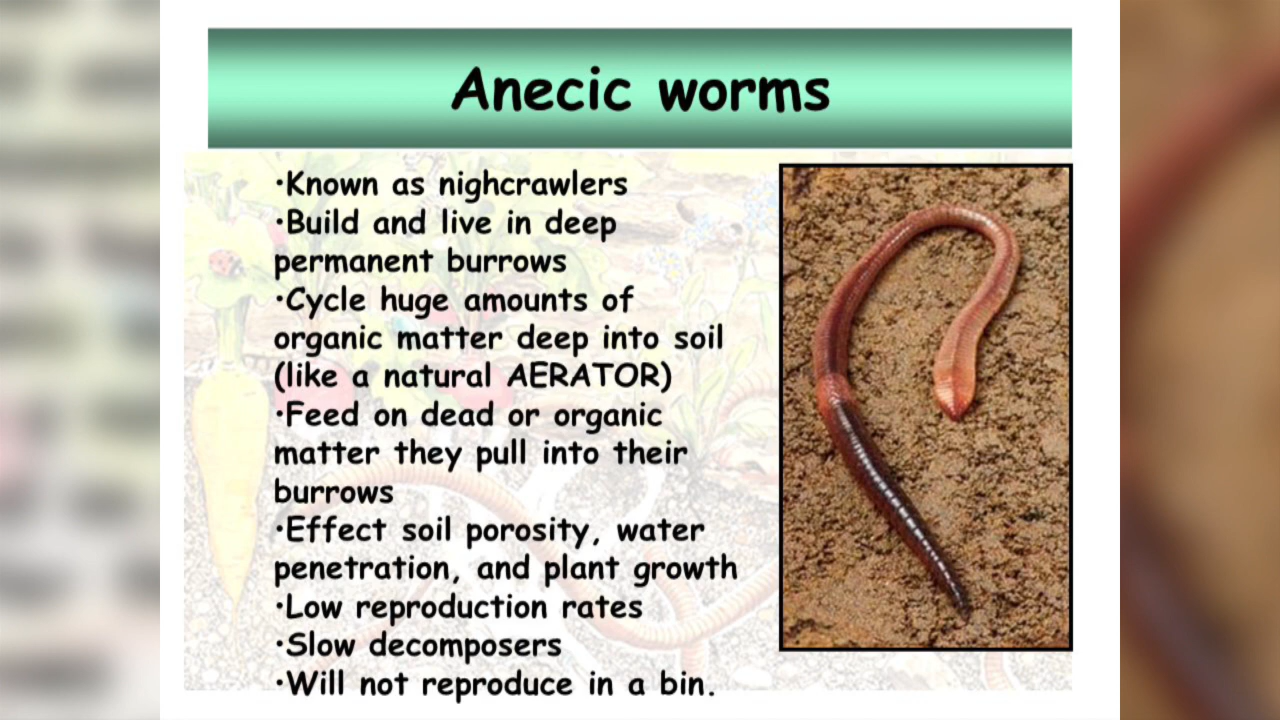 Anecic worms
•Known as nighcrawlers
•Build and live in deep
permanent burrows
•Cycle huge amounts of
organic matter deep into soil
(like a natural AERATOR)
•Feed on dead or organic
matter they pull into their
burrows
•Effect soil porosity, water
penetration, and plant growth
•Low reproduction rates
•Slow decomposers
•Will not reproduce in a bin.